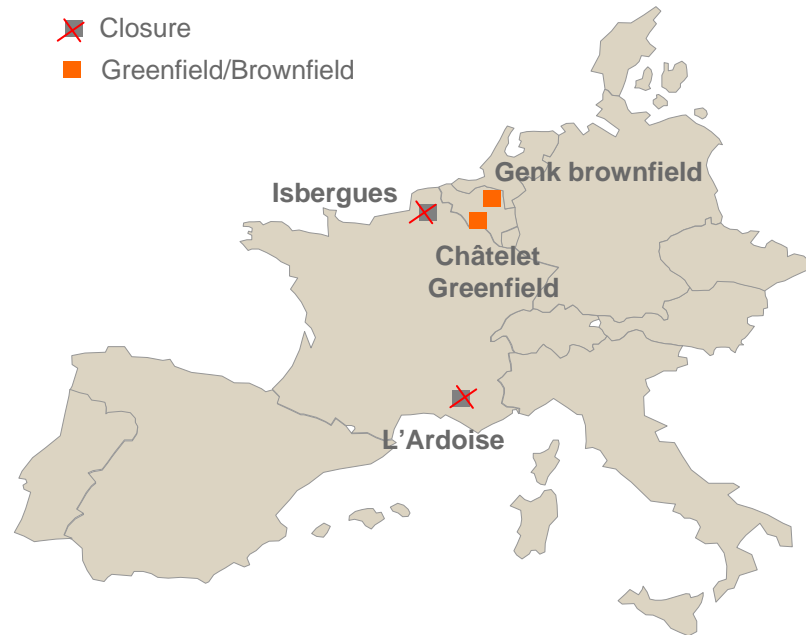 Closure
Greenfield/Brownfield
Genk brownfield
Isbergues
Châtelet
Greenfield
L’Ardoise